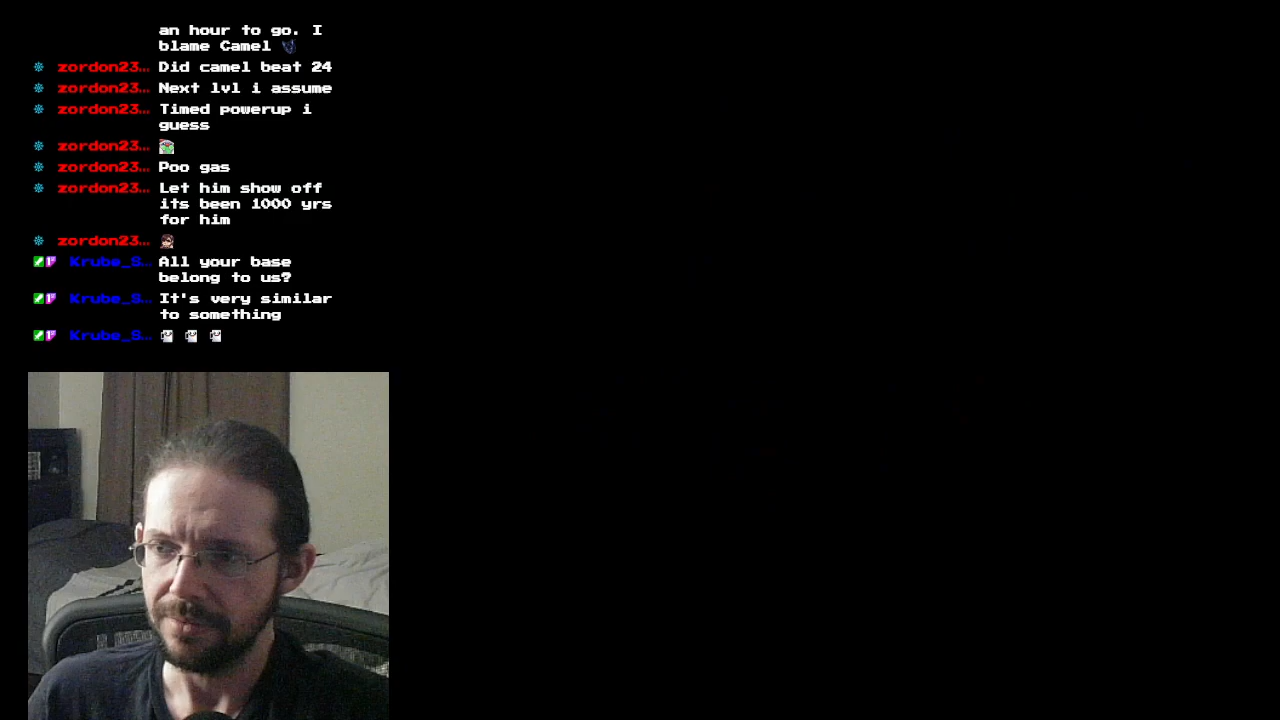 an hour to go. I
blame Camel
zordon23... Did camel beat 24
zordon23... Next lvl i assume
zordon23... Timed powerup i
guess
zordon23...
zordon23... Poo gas
zordon23... Let him show off
its been 1000 yrs
for him
zordon23...
Krube_S... All your base
belong to us?
Krube_S... It's very similar
to something
Krube_S...